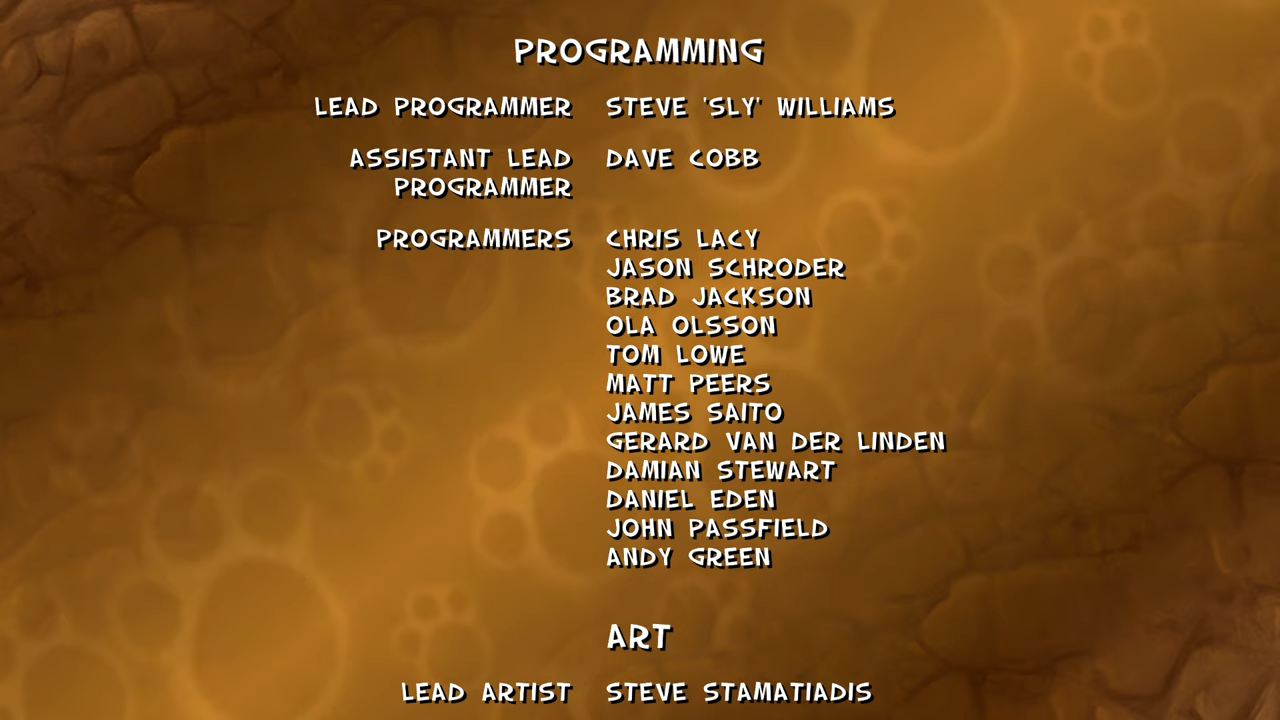 PROGRAMMING
LEAD PROGRAMMER STEVE 'SLY' WILLIAMS
ASSISTANT LEAD DAVE COBB
PROGRAMMER
PROGRAMMERS CHRIS LACY
JASON SCHRODER
BRAD JACKSON
OLA OLSSON
TOM LOWE
MATT PEERS
JAMES SAITO
GERARD VAN DER LINDEN
DAMIAN STEWART
DANIEL EDEN
JOHN PASSFIELD
ANDY GREEN
ART
LEAD ARTIST STEVE STAMATIADIS